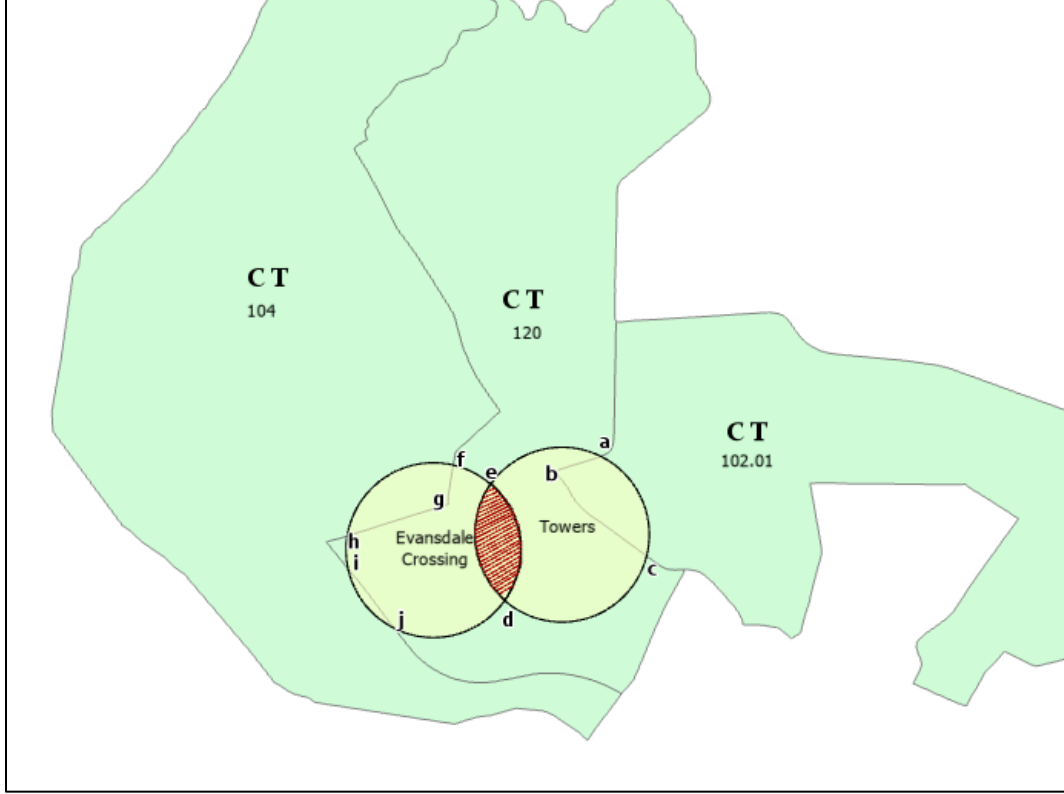 C T
104
C T
120
C T
102.01
a
f
e
b
g
Towers
h
Evansdale
Crossing
i
c
j
d